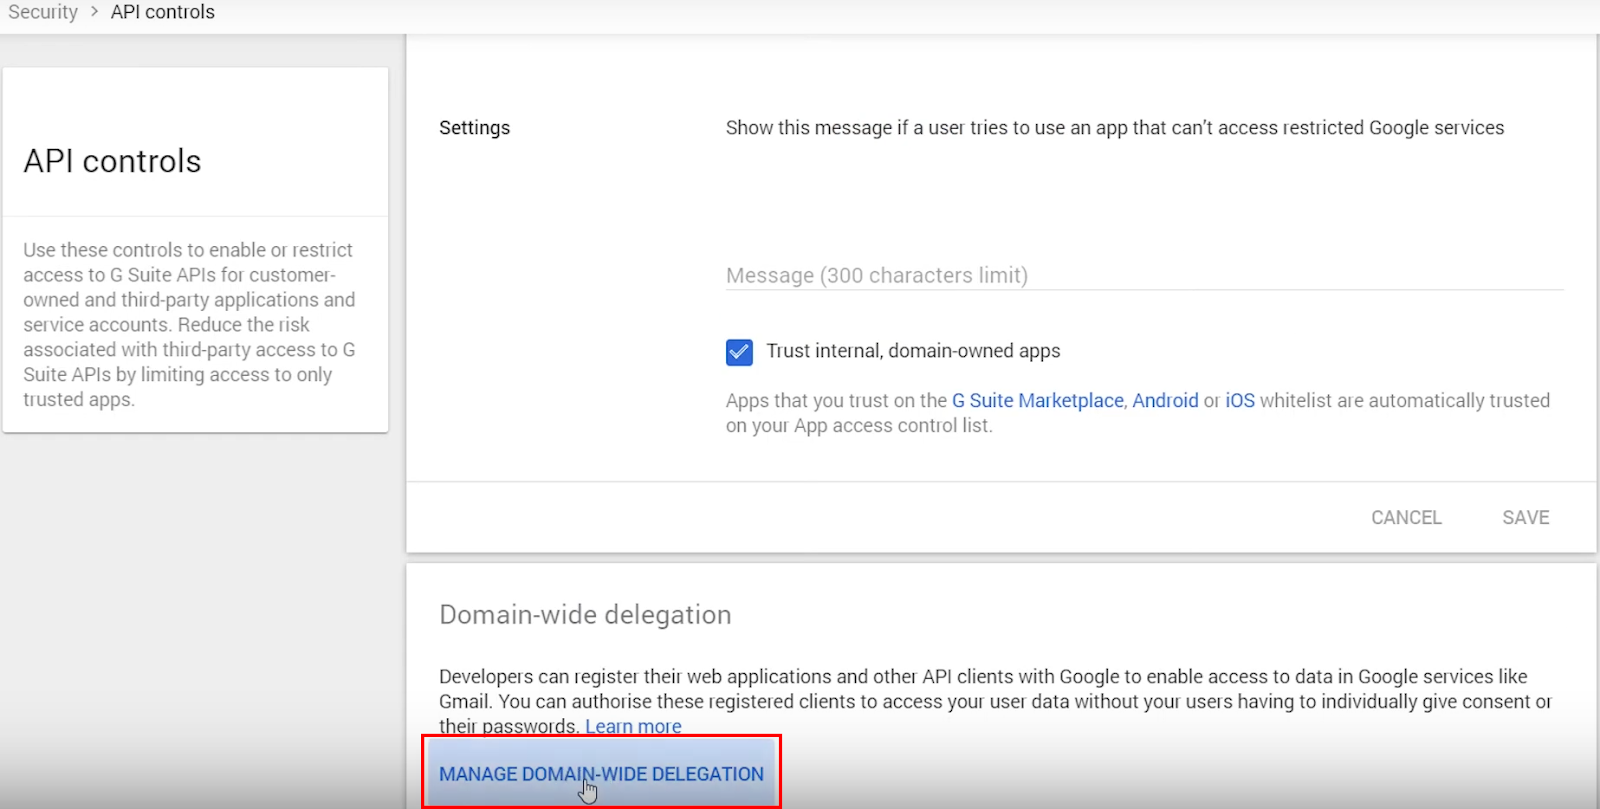 Security > API controls
API controls
Use these controls to enable or restrict
access to G Suite APIs for customer-
owned and third-party applications and
service accounts. Reduce the risk
associated with third-party access to G
Suite APIs by limiting access to only
trusted apps.
Settings
Show this message if a user tries to use an app that can't access restricted Google services
Message (300 characters limit)
Trust internal, domain-owned apps
Apps that you trust on the G Suite Marketplace, Android or iOS whitelist are automatically trusted
on your App access control list.
CANCEL
SAVE
Domain-wide delegation
Developers can register their web applications and other API clients with Google to enable access to data in Google services like
Gmail. You can authorise these registered clients to access your user data without your users having to individually give consent or
their passwords. Learn more
MANAGE DOMAIN-WIDE DELEGATION